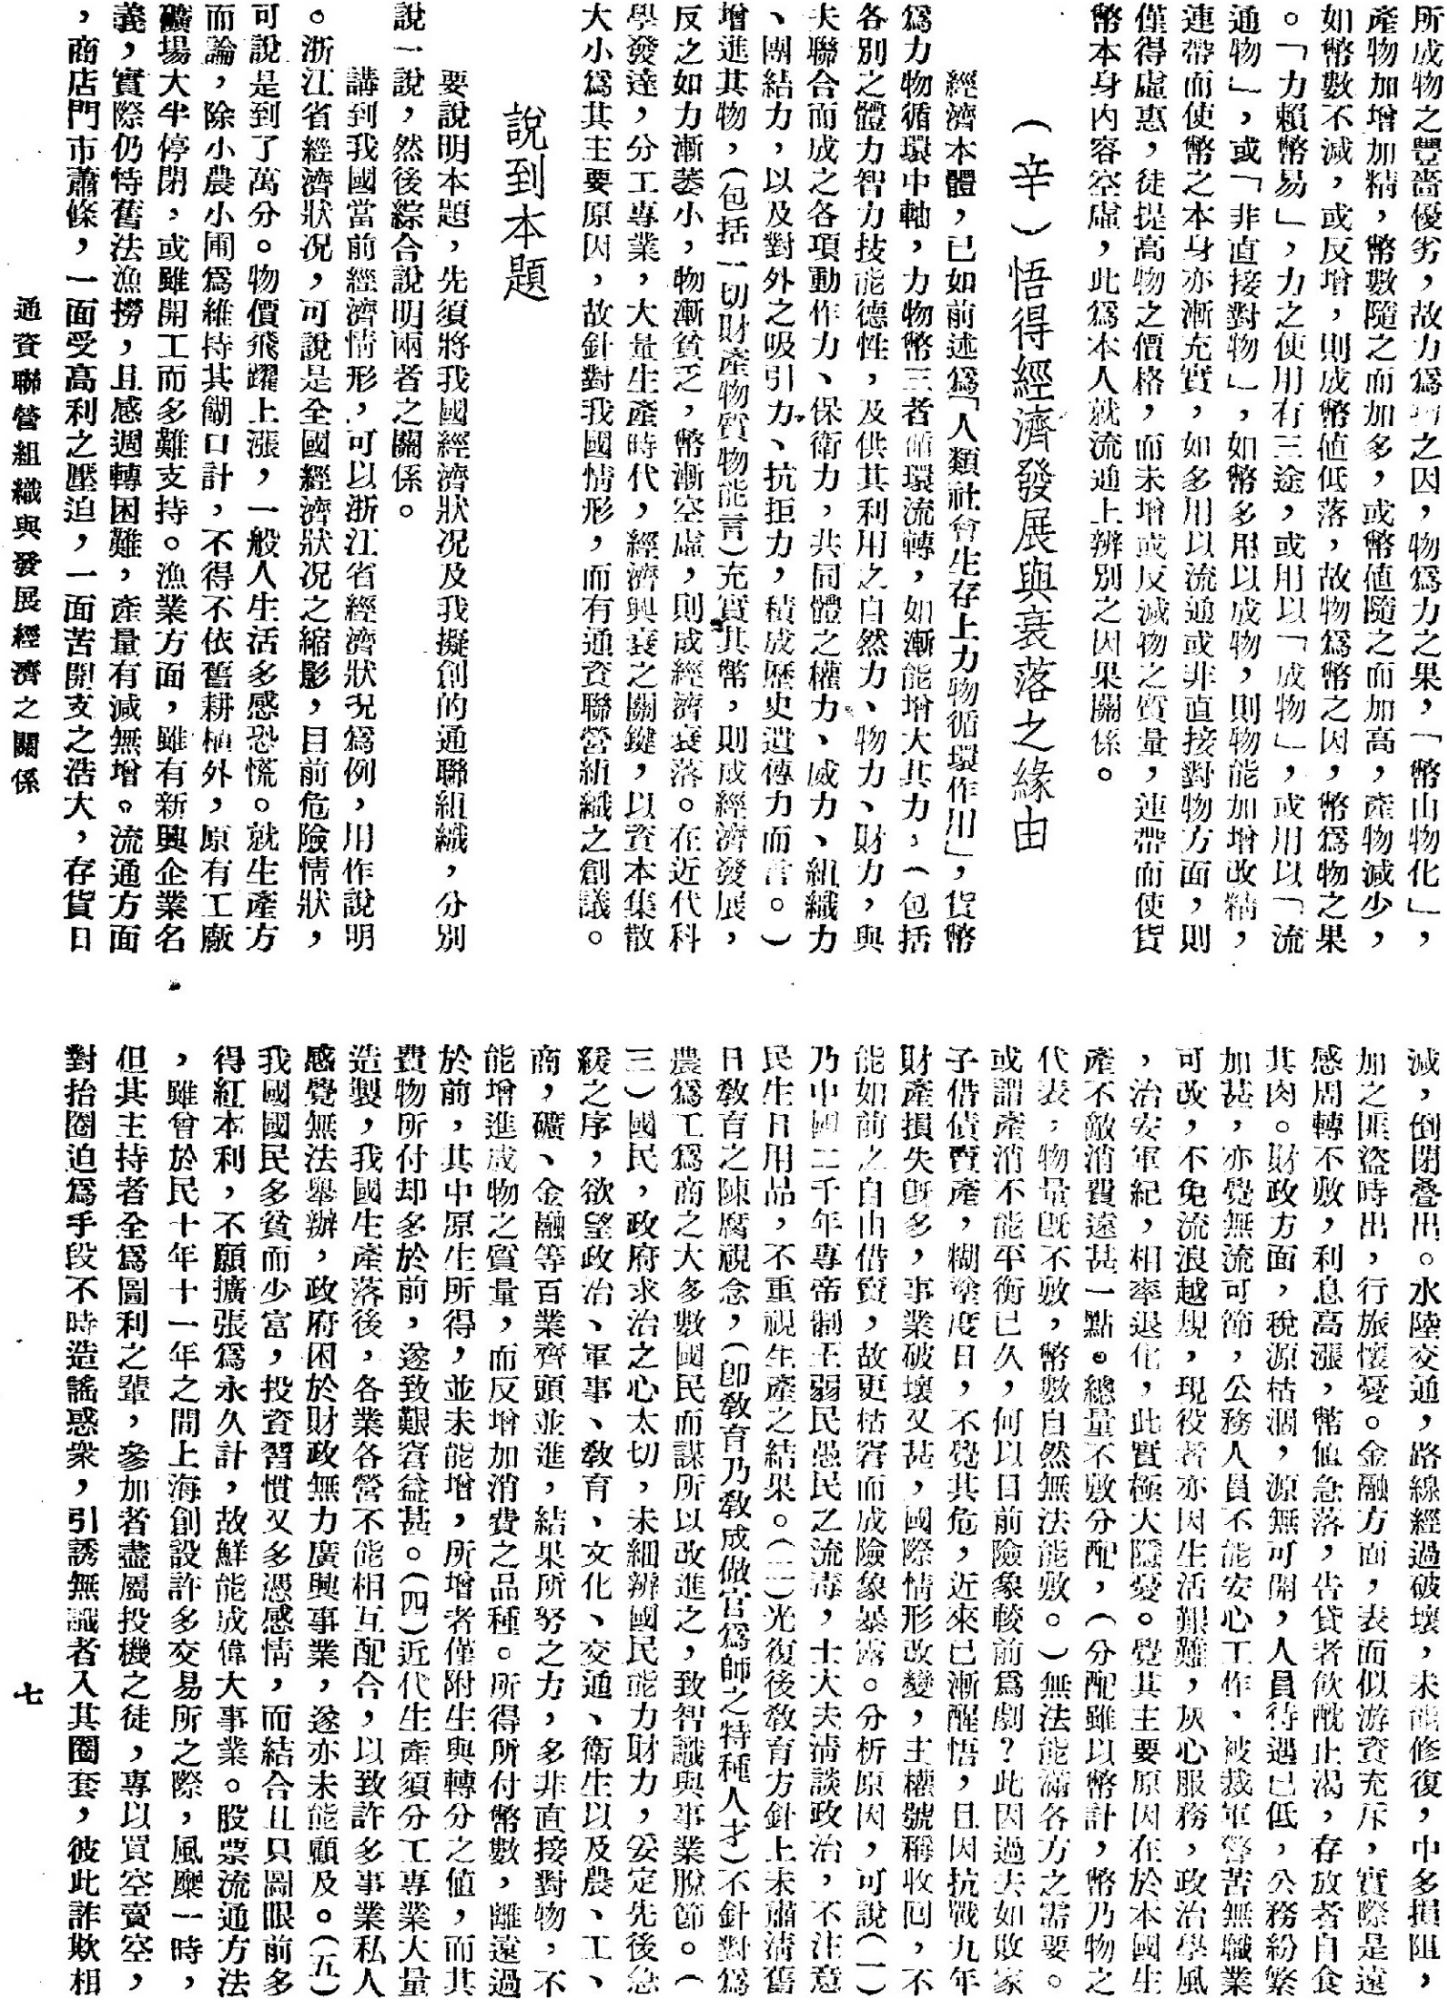 所成物之豐嗇優劣，故力爲物之因，物爲力之果，「幣由物化」，
產物加增加精，幣數隨之而加多，或幣値隨之而加高，產物減少，
如幣數不減，或反增，則成幣値低落，故物爲幣之因，幣爲物之果
。「力賴幣易」，力之使用有三途，或用以「成物」，或用以「流
通物」，或「非直接對物」，如幣多用以成物，則物能加增改精，
連帶而使幣之本身亦漸充實，如多用以流通或非直接對物方面，則
僅得虛惠，徒提高物之價格，而未增或反減物之質量，連帶而使貨
幣本身內容空虛，此爲本人就流通上辨別之因果關係。
（辛）悟得經濟發展與衰落之緣由
經濟本體，已如前述爲「人類社會生存上力物循環作用」，貨幣
爲力物循環中軸，力物幣三者循環流轉，如漸能增大其力，（包括
各別之體力智力技能德性，及供其利用之自然力、物力、財力，與
夫聯合而成之各項動作力、保衛力，共同體之權力、威力、組織力
、團結力，以及對外之吸引力、抗拒力，積成歷史遺傳力而言。）
增進其物，（包括一切財產物質物能言）充實其幣，則成經濟發展，
反之如力漸萎小，物漸貧乏，幣漸空虛，則成經濟衰落。在近代科
學發達，分工專業，大量生產時代，經濟興衰之關鍵，以資本集散
大小爲其主要原因，故針對我國情形，而有通資聯營組織之創議。
說到本題
要說明本題，先須將我國經濟狀況及我擬創的通聯組織，分別
說一說，然後綜合說明兩者之關係。
講到我國當前經濟情形，可以浙江省經濟狀況爲例，用作說明
。浙江省經濟狀況，可說是全國經濟狀況之縮影，目前危險情狀，
可說是到了萬分。物價飛躍上漲，一般人生活多感恐慌。就生產方
而論，除小農小圃爲維持其餬口計，不得不依舊耕植外，原有工廠
礦場大半停閉，或雖開工而多難支持。漁業方面，雖有新興企業名
義，實際仍恃舊法漁撈，且感週轉困難，產量有減無增。流通方面
，商店門市蕭條，一面受高利之壓迫，一面苦開支之浩大，存貨日
通資聯營組織與發展經濟之關係
減，倒閉叠出。水陸交通，路線經過破壞，未能修復，中多損阻，
加之匪盜時出，行旅懷憂。金融方面，表面似游資充斥，實際是遠
感周轉不敷，利息高漲，幣値急落，告貸者飲酖止渴，存放者自食
其肉。財政方面，稅源枯涸，源無可開，人員待遇已低，公務紛繁
加甚，亦覺無流可節，公務人員不能安心工作，被裁軍警苦無職業
可改，不免流浪越規，現役者亦因生活艱難，灰心服務，政治學風
，治安軍紀，相率退化，此實極大隱憂。覺其主要原因在於本國生
產不敵消費遠甚一點。總量不敷分配，（分配雖以幣計，幣乃物之
代表，物量旣不敷，幣數自然無法能敷。）無法能滿各方之需要。
或謂產消不能平衡已久，何以目前險象較前爲劇？此因過去如敗家
子借債賣產，糊塗度日，不覺其危，近來已漸醒悟，且因抗戰九年
財產損失旣多，事業破壞又甚，國際情形改變，主權號稱收回，不
能如前之自由借賣，故更枯窘而成險象暴露。分析原因，可說（一）
乃中國二千年專帝制王弱民愚民之流毒，士大夫淸談政治，不注意
民生日用品，不重視生產之結果。（二）光復後敎育方針上未肅淸舊
日敎育之陳腐視念，（卽敎育乃敎成做官爲師之特種人才）不針對爲
農爲工爲商之大多數國民而謀所以改進之，致智識與事業脫節。（
三）國民，政府求治之心太切，未細辦國民能力財力，妥定先後急
緩之序，欲望政治、軍事、敎育、文化、交通、衛生以及農、工、
商，礦、金融等百業齊頭並進，結果所努之力，多非直接對物，不
能增進成物之質量，而反增加消費之品種。所得所付幣數，離遠過
於前，其中原生所得，並未能增，所增者僅附生與轉分之値，而其
費物所付却多於前，遂致艱窘益甚。（四）近代生產須分工專業大量
造製，我國生產落後，各業各營不能相互配合，以致許多事業私人
感覺無法舉辦，政府困於財政無力廣興事業，遂亦未能顧及。（五）
我國國民多貧而少富，投資習慣又多憑感情，而結合且只圖眼前多
得紅本利，不願擴張爲永久計，故鮮能成偉大事業。股票流通方法
，雖曾於民十年十一年之間上海創設許多交易所之際，風靡一時，
但其主持者全爲圖利之輩，參加者盡屬投機之徒，專以買空賣空，
對抬圈迫爲手段不時造謠惑衆，引誘無識者入其圈套，彼此詐欺相
七